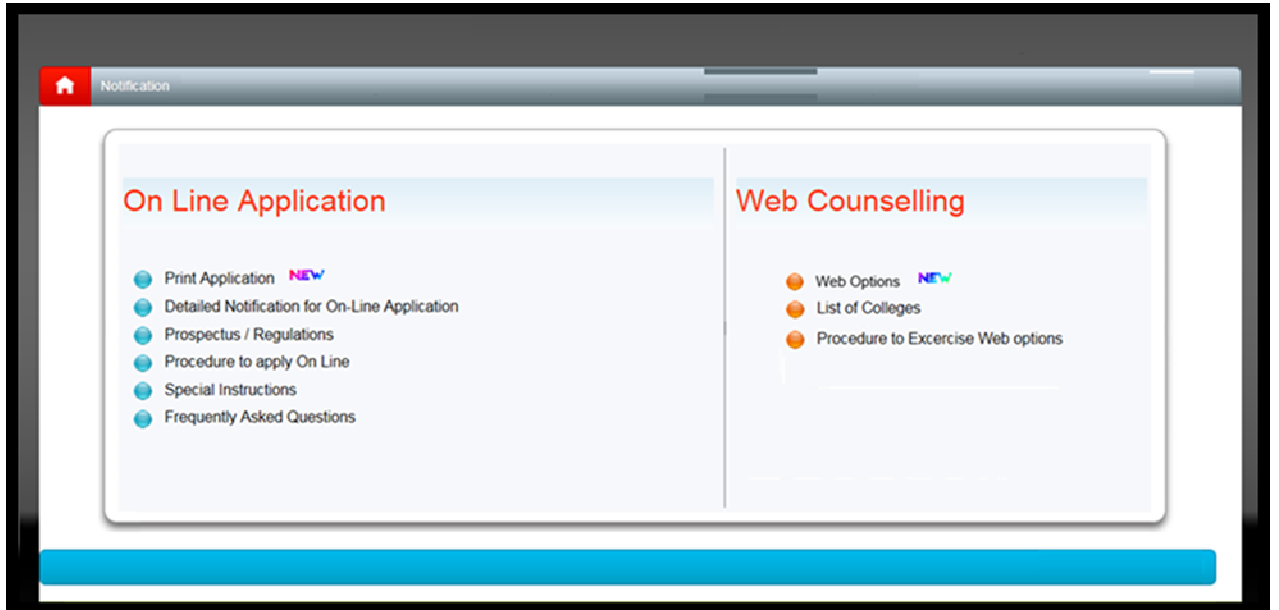 Notification
On Line Application
Print Application NEW
Detailed Notification for On-Line Application
Prospectus / Regulations
Procedure to apply On Line
Special Instructions
Frequently Asked Questions
Web Counselling
Web Options NEW
List of Colleges
Procedure to Excercise Web options